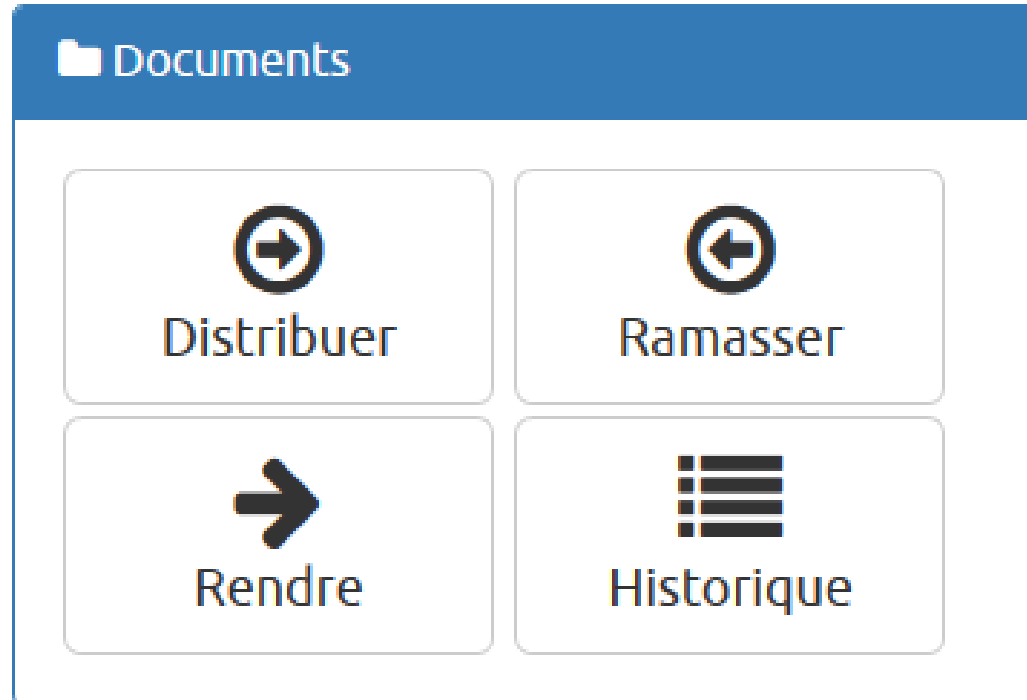 Documents
Distribuer
Ramasser
Rendre
Historique